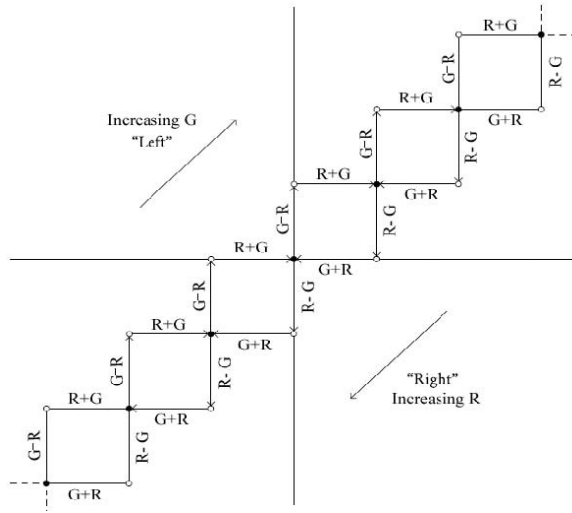 R+G
G–R
R- G
R+G
G+R
Increasing G
"Left"
G–R
R- G
R+G
G+R
G–R
R- G
R+G
G+R
G–R
R- G
R+G
G+R
"Right"
Increasing R
G–R
R- G
R+G
G+R
G–R
R- G
G+R